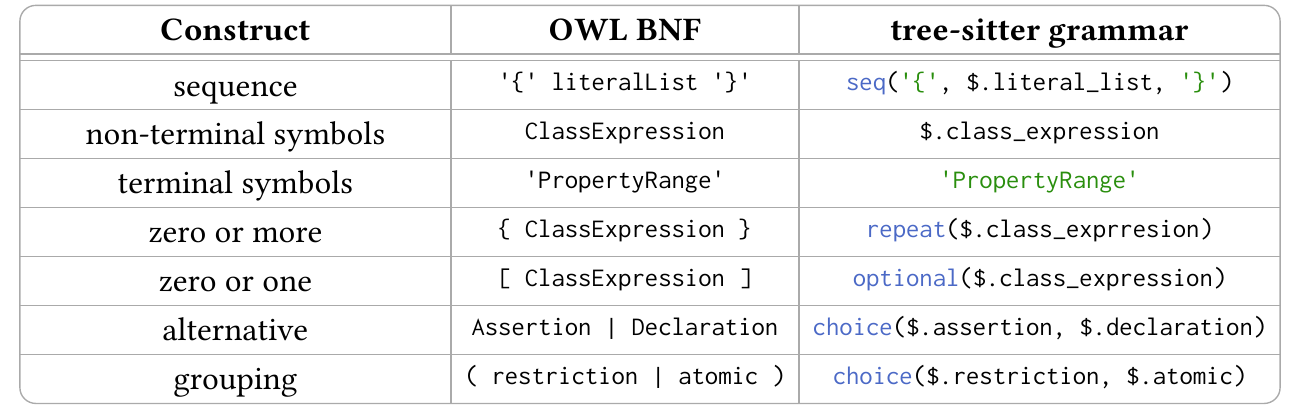 Construct OWL BNF tree-sitter grammar
sequence '{' literalList '}' seq('{', $.literal_list, '}')
non-terminal symbols ClassExpression $.class_expression
terminal symbols 'PropertyRange' 'PropertyRange'
zero or more { ClassExpression } repeat($.class_exprresion)
zero or one [ ClassExpression ] optional($.class_expression)
alternative Assertion | Declaration choice($.assertion, $.declaration)
grouping ( restriction | atomic ) choice($.restriction, $.atomic)